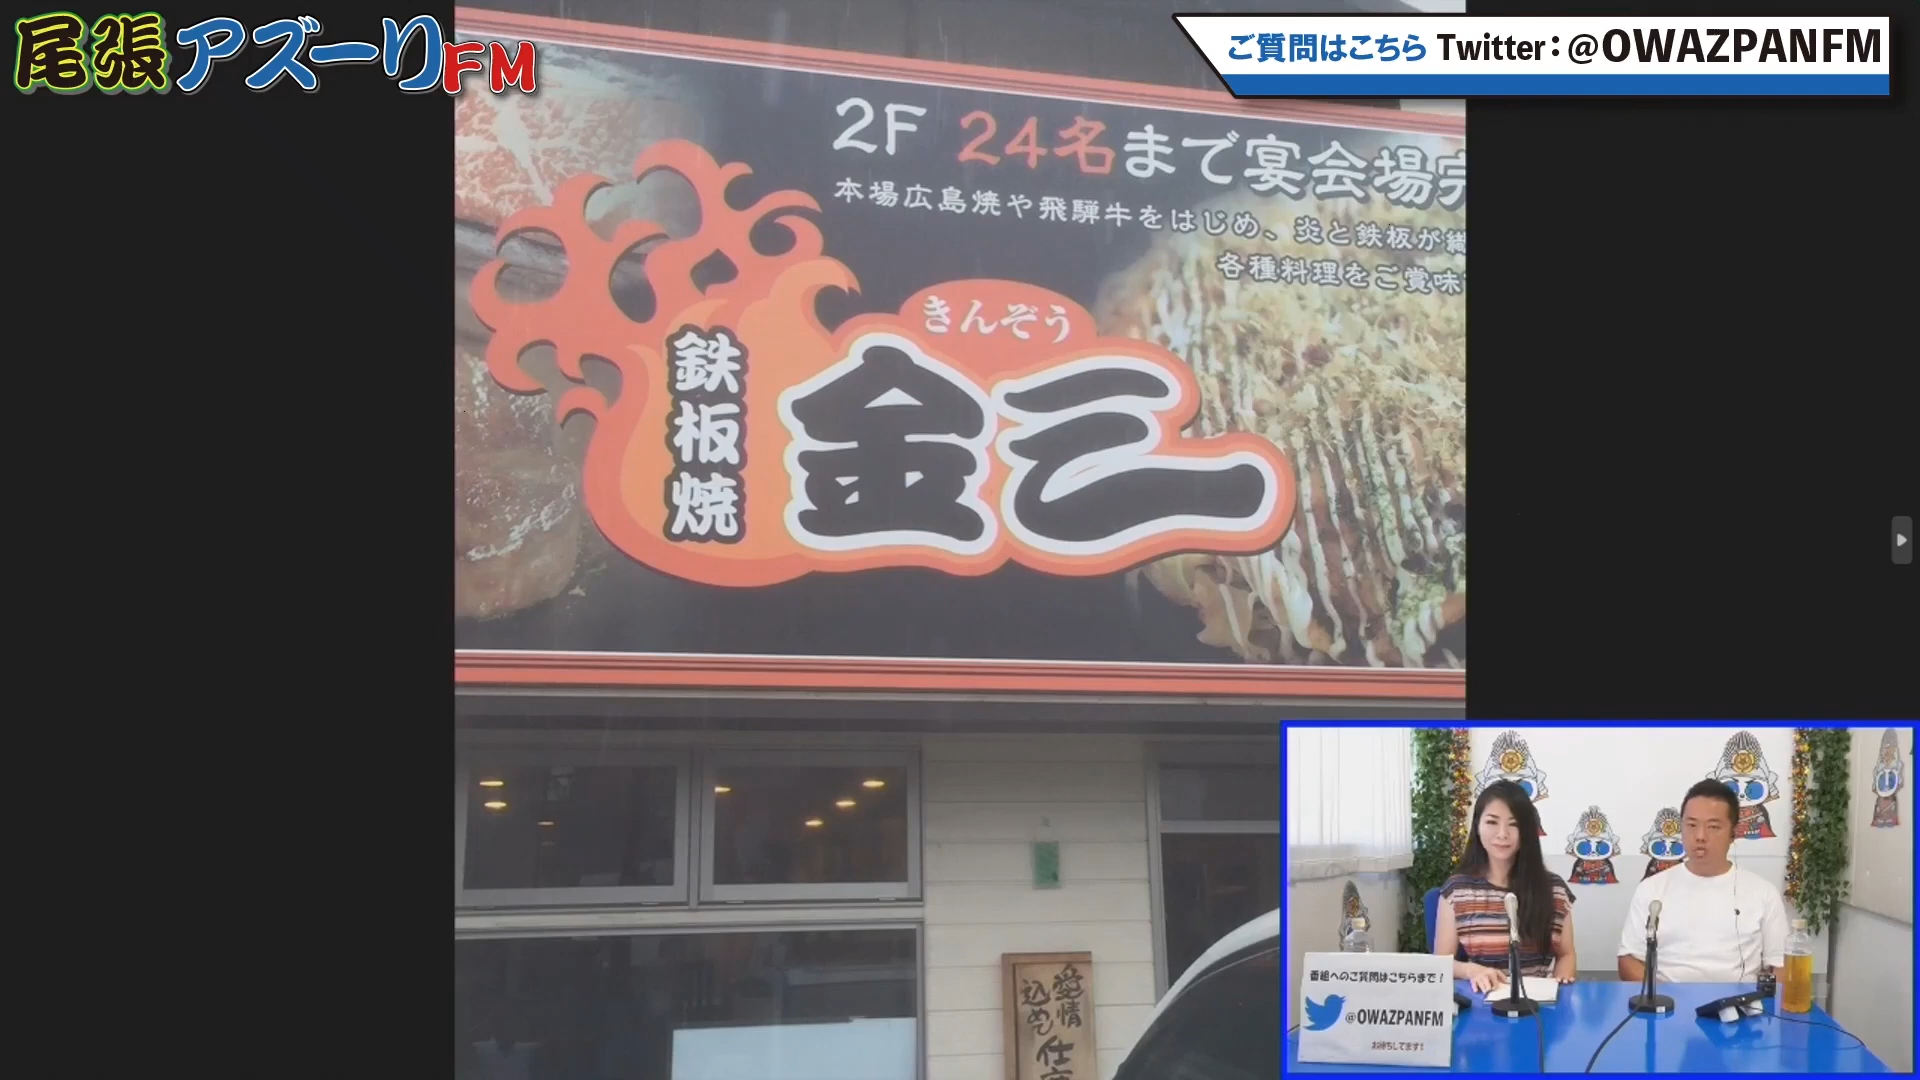 尾張アズーリFM
ご質問はこちら Twitter：@OWAZPANFM
2F 24名まで宴会場
本場広島焼や飛騨牛をはじめ、炎と鉄板が
各種料理をご賞味
きんぞう
鉄板焼
金三
愛情
込めて
仕
番組へのご質問はこちらまで！
@OWAZPANFM
お待ちしてます！